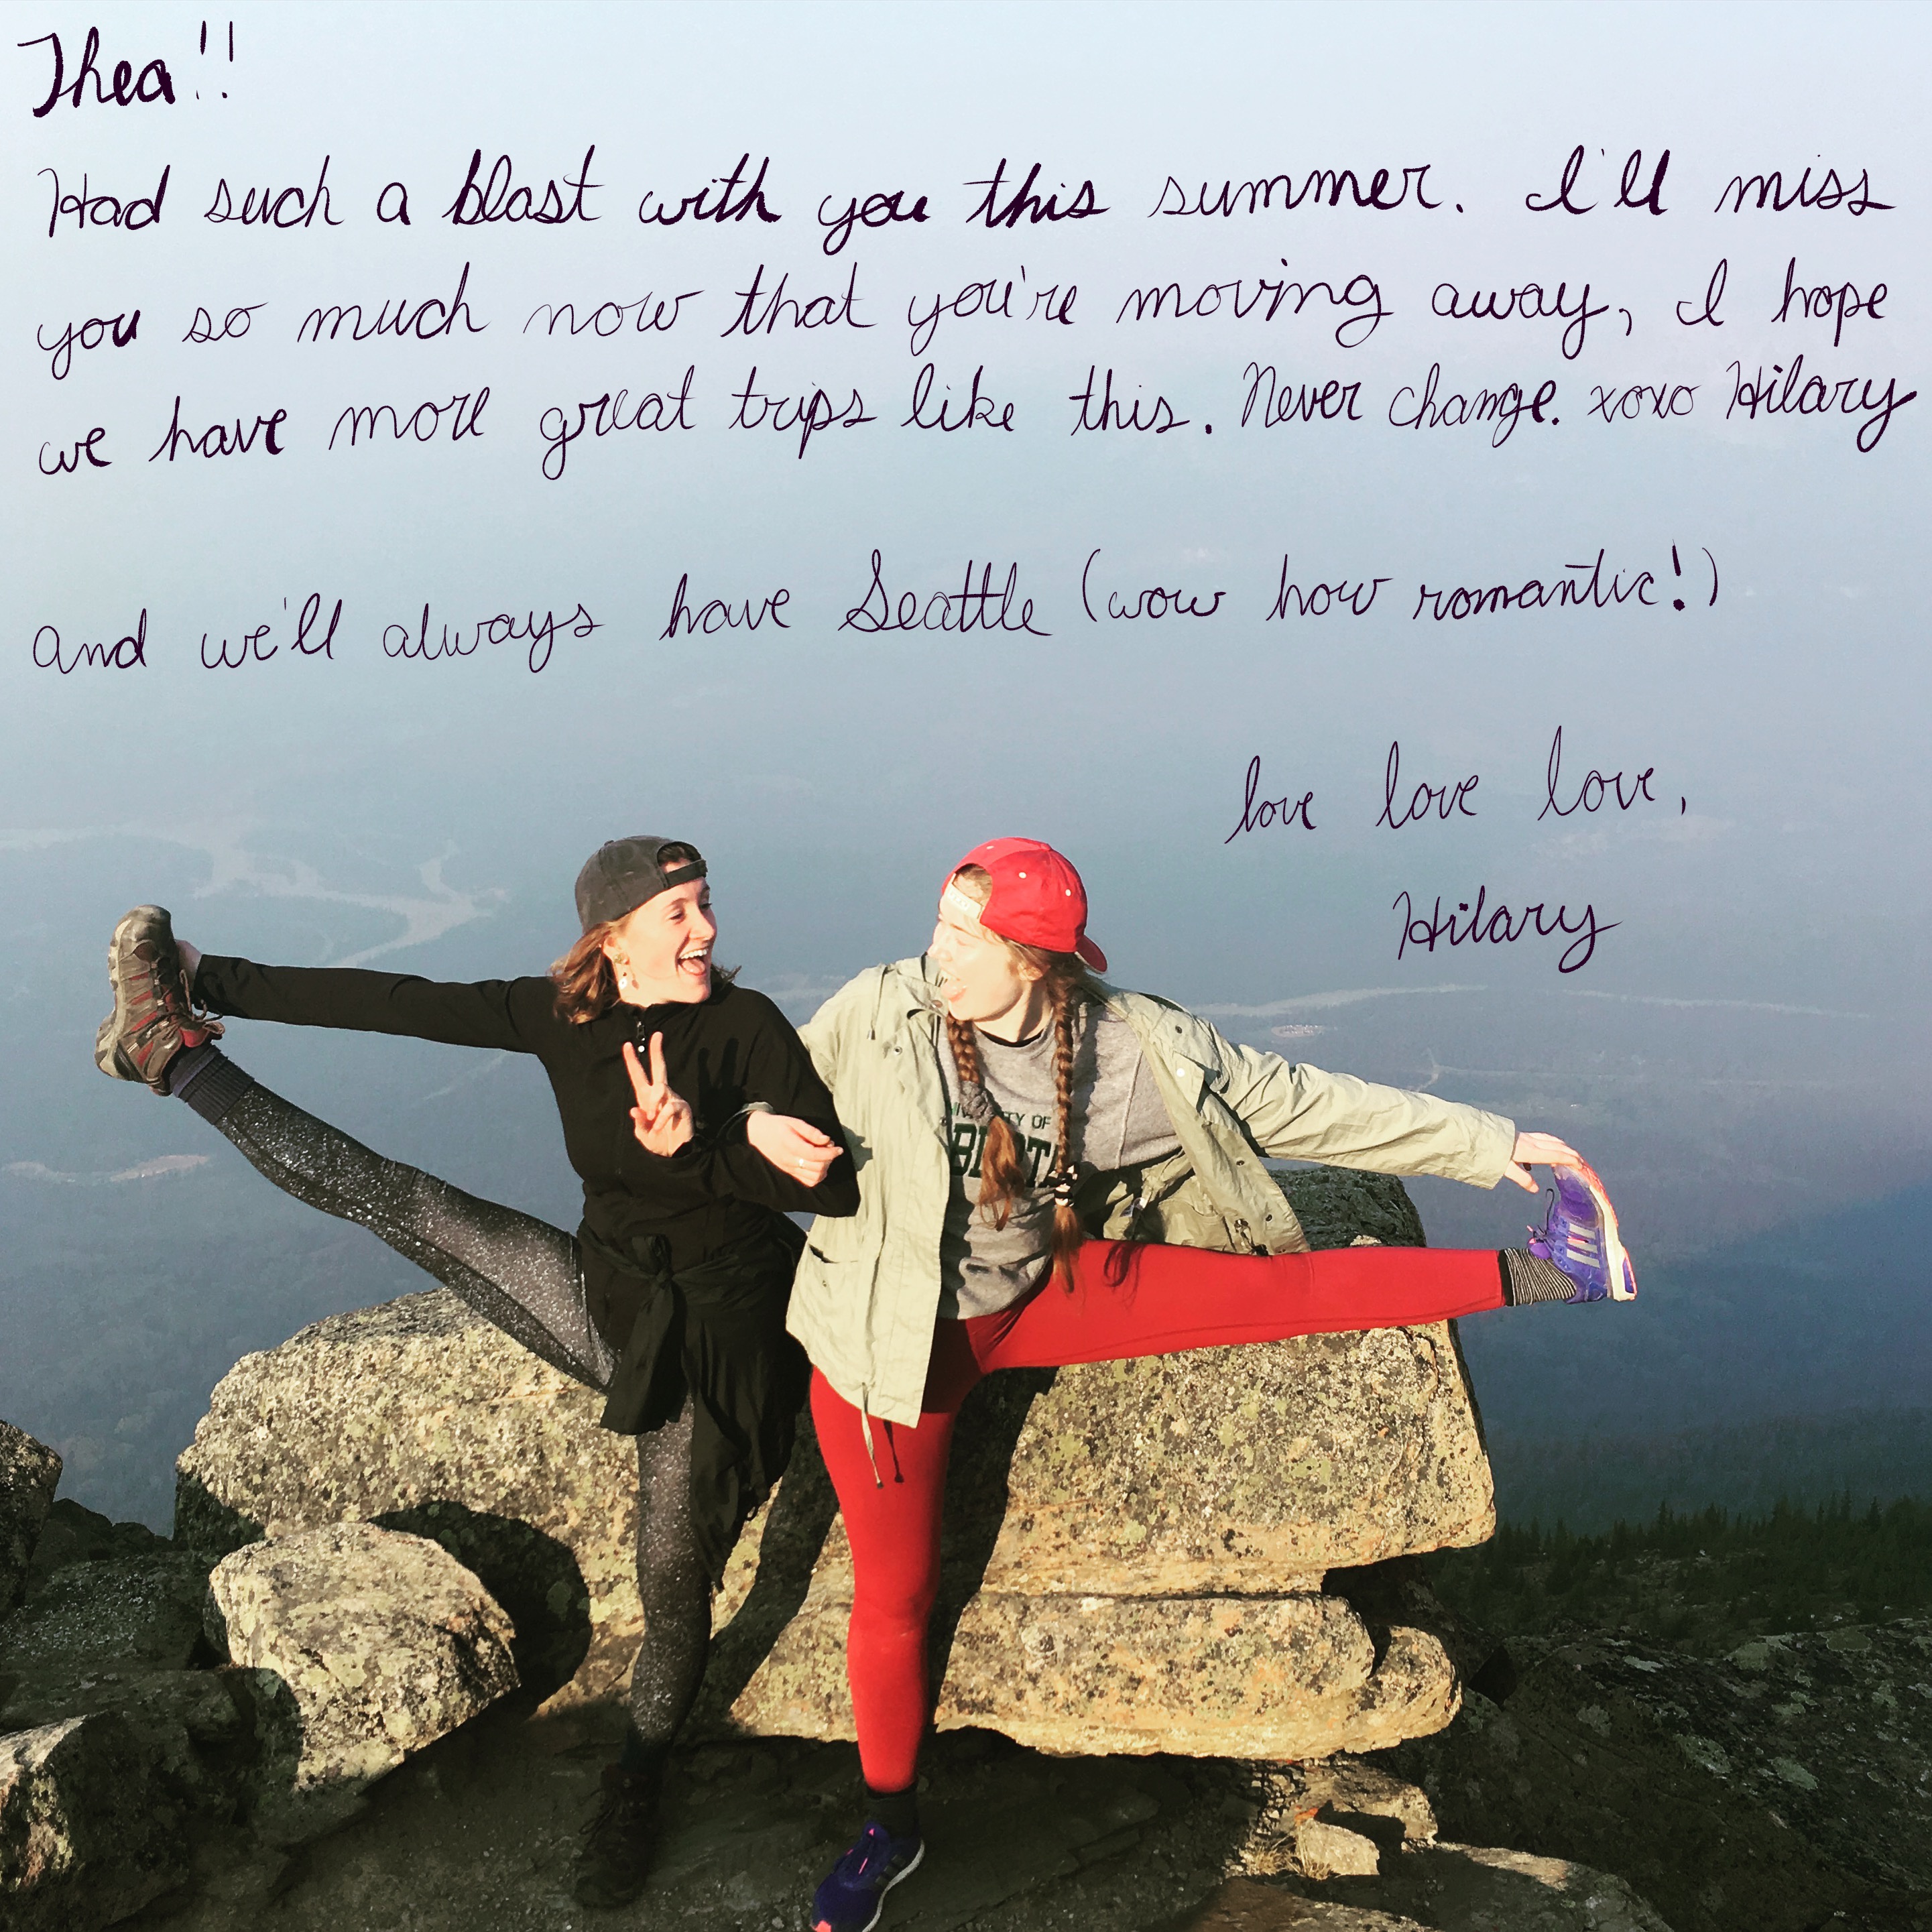 Thea!!
Had such a blast with you this summer. I'll miss
you so much now that you're moving away, I hope
we have more great trips like this. Never change. xoxo Hilary
and we'll always have Seattle (wow how romantic!)
love love love,
Hilary
UNIVERSITY OF